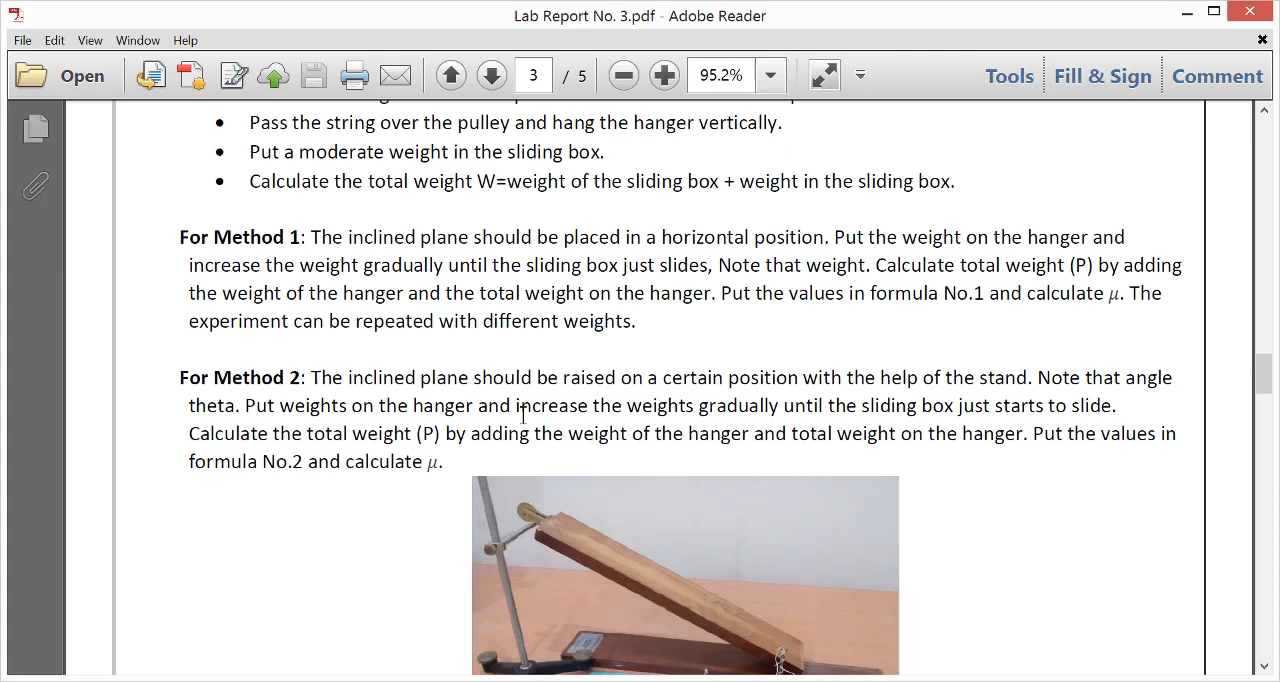 Lab Report No. 3.pdf - Adobe Reader
File Edit View Window Help
Open 3 / 5 95.2% Tools Fill & Sign Comment
• Pass the string over the pulley and hang the hanger vertically.
• Put a moderate weight in the sliding box.
• Calculate the total weight W=weight of the sliding box + weight in the sliding box.
For Method 1: The inclined plane should be placed in a horizontal position. Put the weight on the hanger and
increase the weight gradually until the sliding box just slides, Note that weight. Calculate total weight (P) by adding
the weight of the hanger and the total weight on the hanger. Put the values in formula No.1 and calculate μ. The
experiment can be repeated with different weights.
For Method 2: The inclined plane should be raised on a certain position with the help of the stand. Note that angle
theta. Put weights on the hanger and increase the weights gradually until the sliding box just starts to slide.
Calculate the total weight (P) by adding the weight of the hanger and total weight on the hanger. Put the values in
formula No.2 and calculate μ.